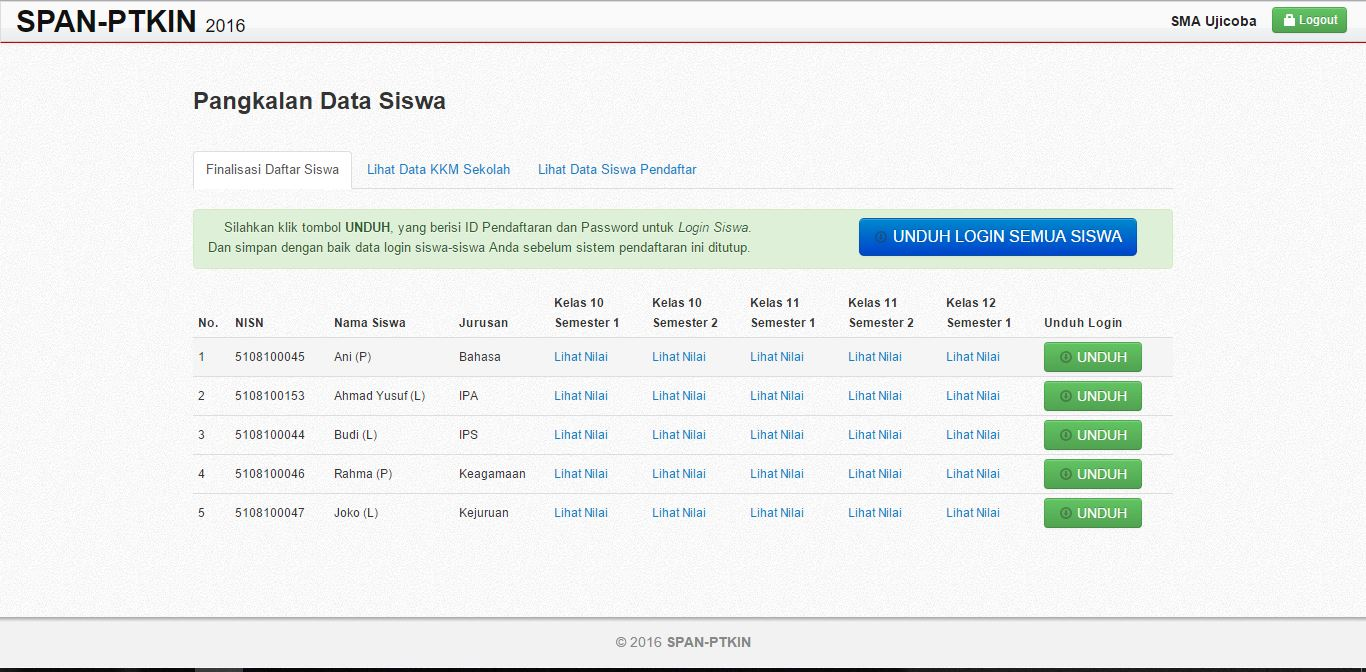 SPAN-PTKIN 2016
SMA Ujicoba Logout
Pangkalan Data Siswa
Finalisasi Daftar Siswa Lihat Data KKM Sekolah Lihat Data Siswa Pendaftar
Silahkan klik tombol UNDUH, yang berisi ID Pendaftaran dan Password untuk Login Siswa.
Dan simpan dengan baik data login siswa-siswa Anda sebelum sistem pendaftaran ini ditutup.
UNDUH LOGIN SEMUA SISWA
No. NISN Nama Siswa Jurusan Kelas 10 Semester 1 Kelas 10 Semester 2 Kelas 11 Semester 1 Kelas 11 Semester 2 Kelas 12 Semester 1 Unduh Login
1 5108100045 Ani (P) Bahasa Lihat Nilai Lihat Nilai Lihat Nilai Lihat Nilai Lihat Nilai UNDUH
2 5108100153 Ahmad Yusuf (L) IPA Lihat Nilai Lihat Nilai Lihat Nilai Lihat Nilai Lihat Nilai UNDUH
3 5108100044 Budi (L) IPS Lihat Nilai Lihat Nilai Lihat Nilai Lihat Nilai Lihat Nilai UNDUH
4 5108100046 Rahma (P) Keagamaan Lihat Nilai Lihat Nilai Lihat Nilai Lihat Nilai Lihat Nilai UNDUH
5 5108100047 Joko (L) Kejuruan Lihat Nilai Lihat Nilai Lihat Nilai Lihat Nilai Lihat Nilai UNDUH
© 2016 SPAN-PTKIN